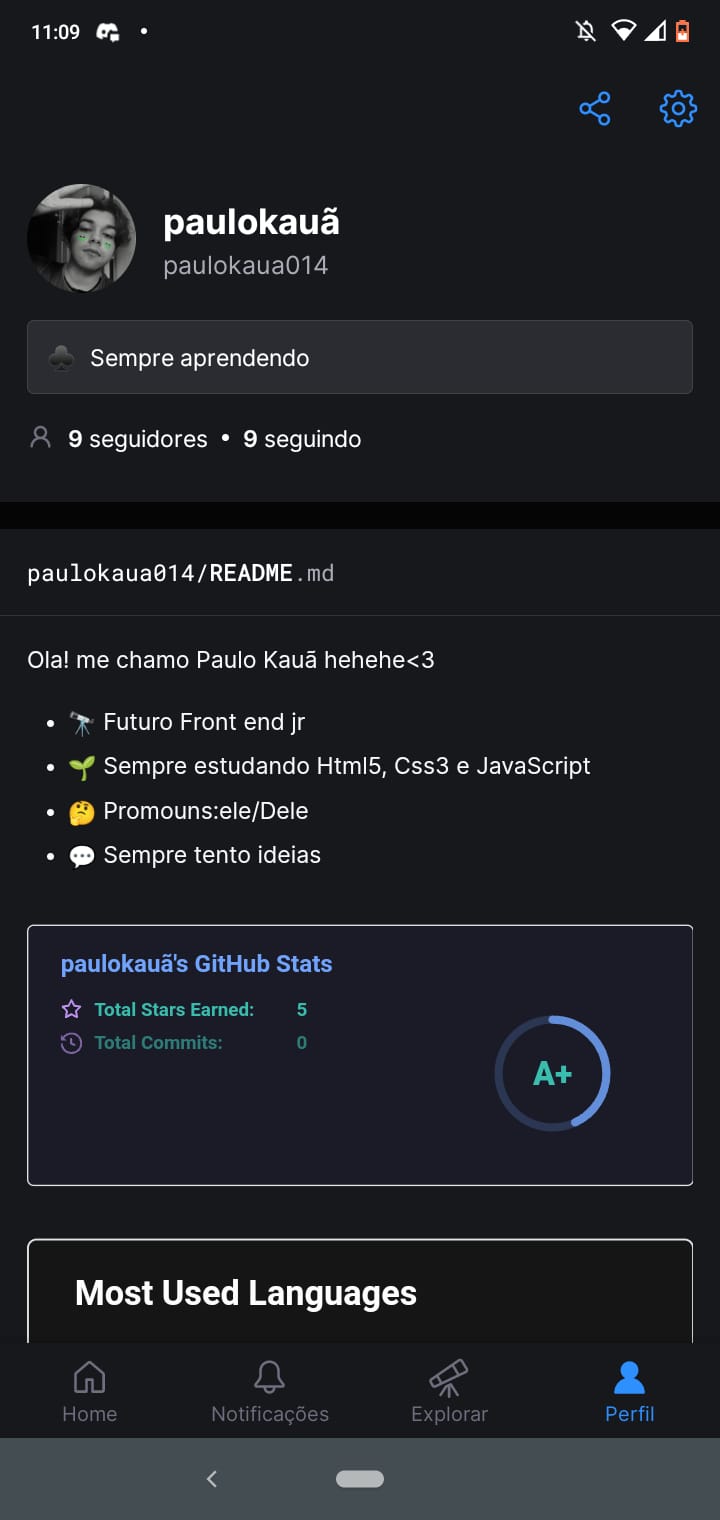 11:09
paulokauã
paulokaua014
Sempre aprendendo
9 seguidores • 9 seguindo
paulokaua014/README.md
Ola! me chamo Paulo Kauã hehehe<3
• 🔭 Futuro Front end jr
• 🌱 Sempre estudando Html5, Css3 e JavaScript
• 🤔 Promouns:ele/Dele
• 💬 Sempre tento ideias
paulokauã's GitHub Stats
Total Stars Earned: 5
Total Commits: 0
A+
Most Used Languages
Home Notificações Explorar Perfil